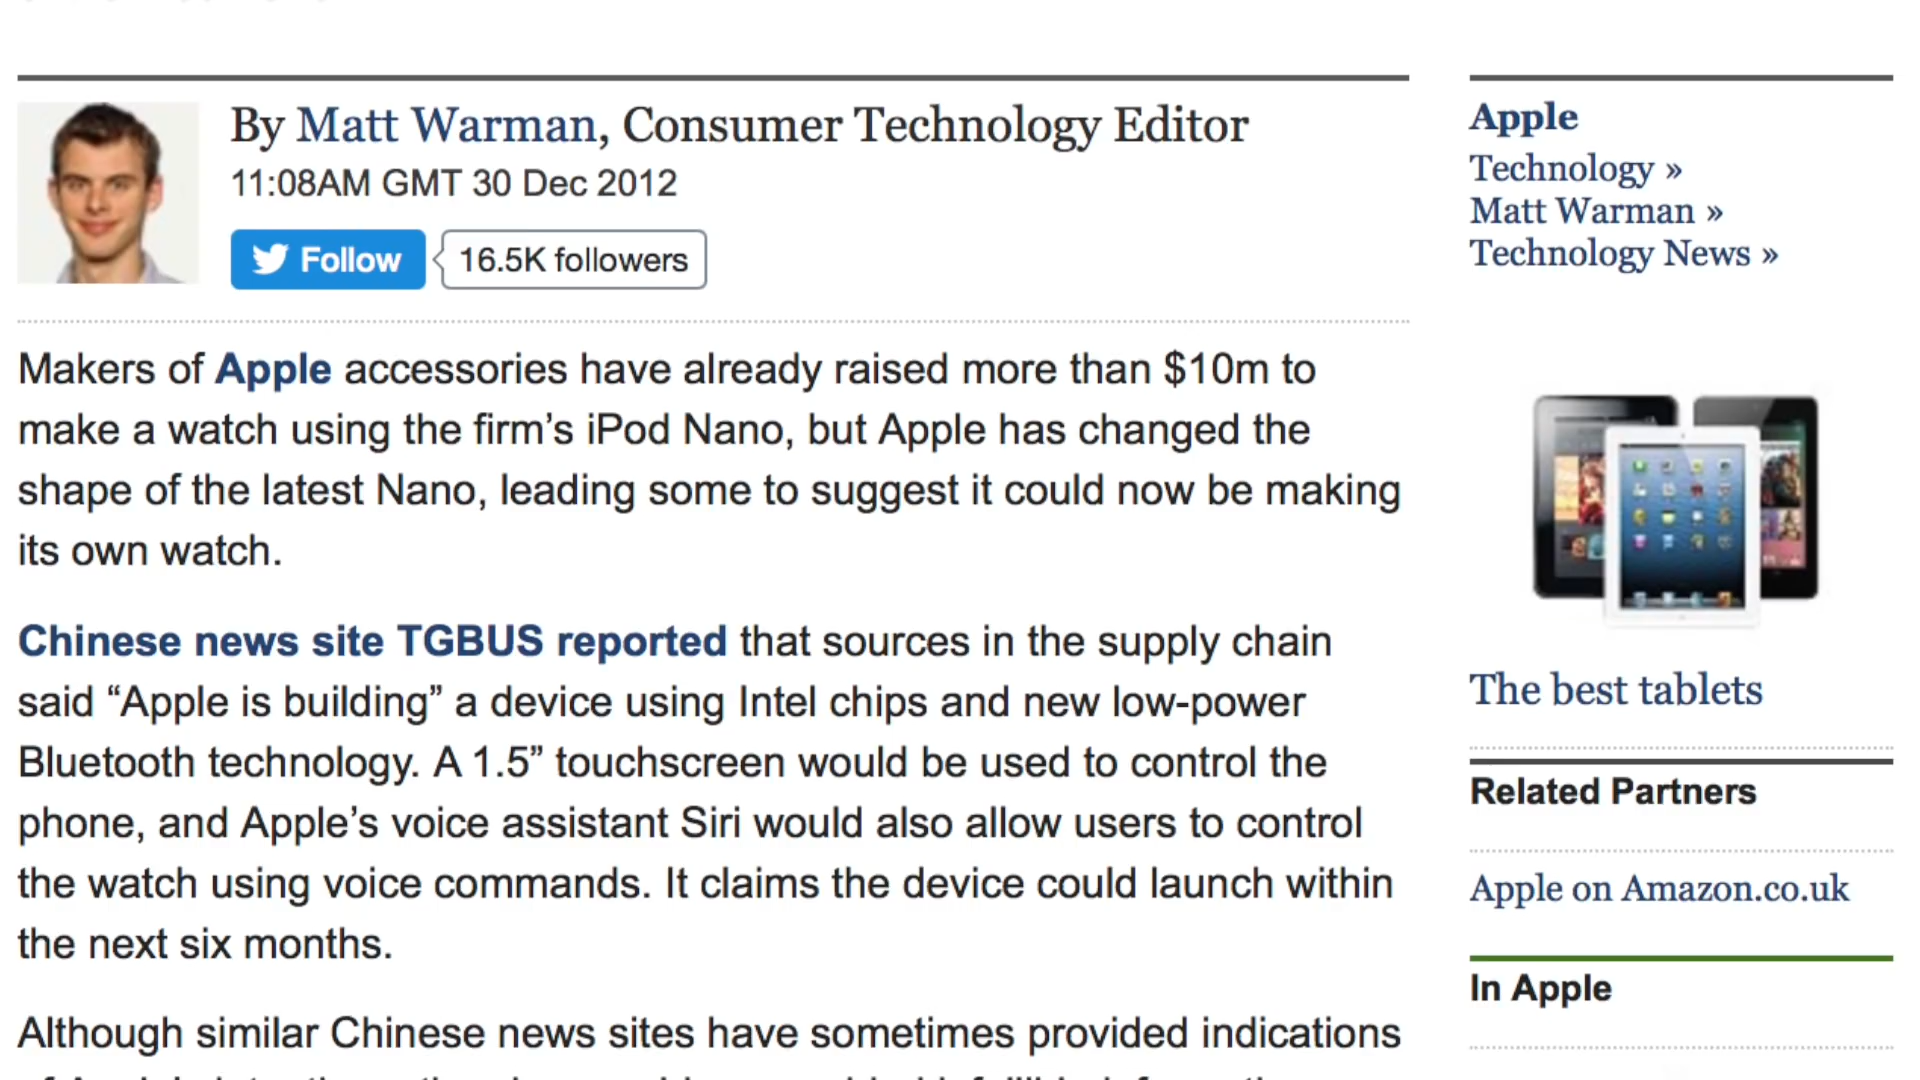 By Matt Warman, Consumer Technology Editor
11:08AM GMT 30 Dec 2012
Follow
16.5K followers
Makers of Apple accessories have already raised more than $10m to
make a watch using the firm’s iPod Nano, but Apple has changed the
shape of the latest Nano, leading some to suggest it could now be making
its own watch.
Chinese news site TGBUS reported that sources in the supply chain
said “Apple is building” a device using Intel chips and new low-power
Bluetooth technology. A 1.5” touchscreen would be used to control the
phone, and Apple’s voice assistant Siri would also allow users to control
the watch using voice commands. It claims the device could launch within
the next six months.
Although similar Chinese news sites have sometimes provided indications
Apple
Technology »
Matt Warman »
Technology News »
The best tablets
Related Partners
Apple on Amazon.co.uk
In Apple